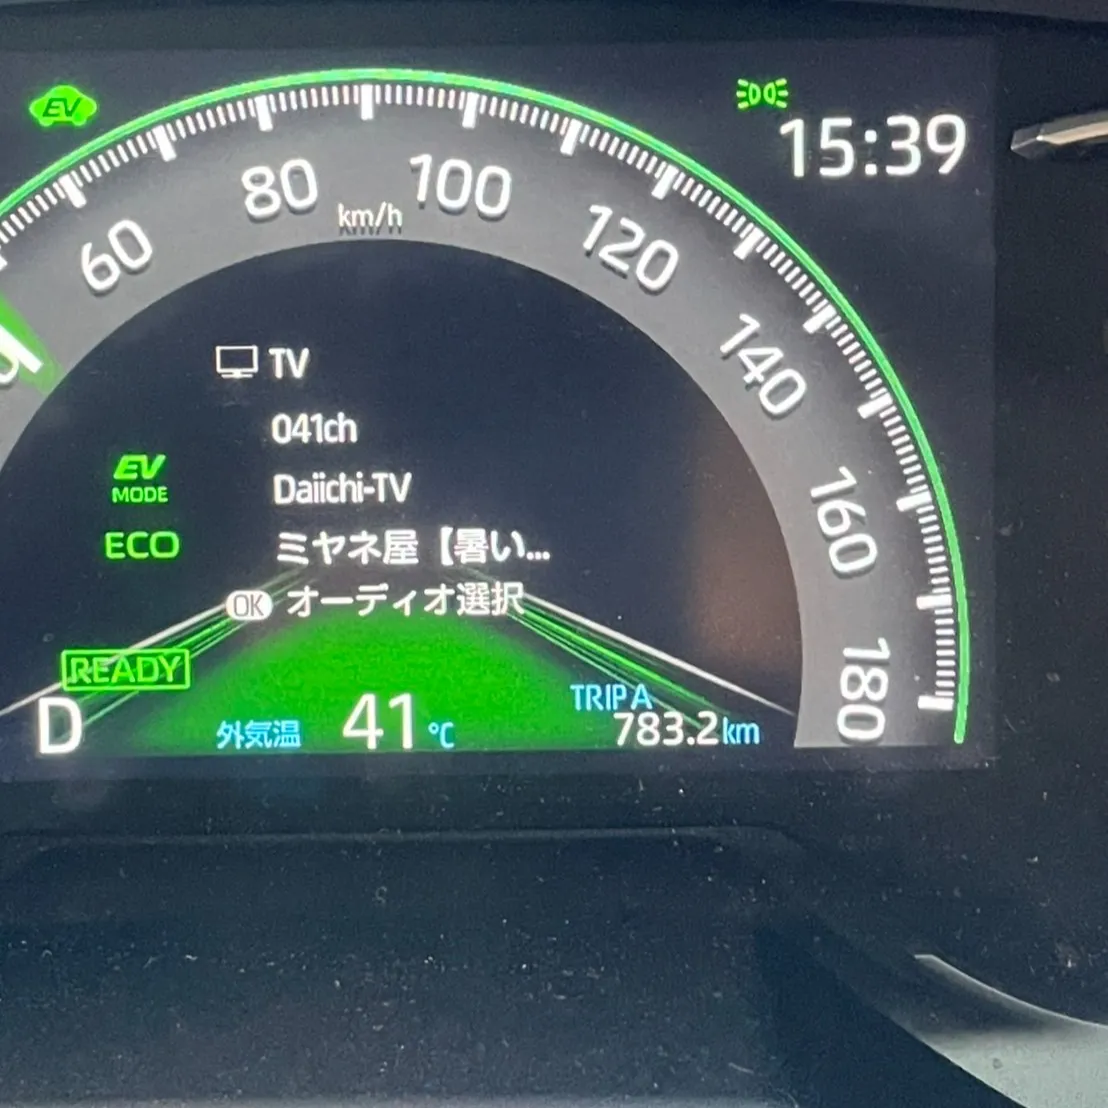 EV
15:39
60
80
km/h
100
120
140
160
180
TV
041ch
Daiichi-TV
ミヤネ屋【暑い...
OK オーディオ選択
EV
MODE
ECO
READY
D
外気温 41℃
TRIP A
783.2km